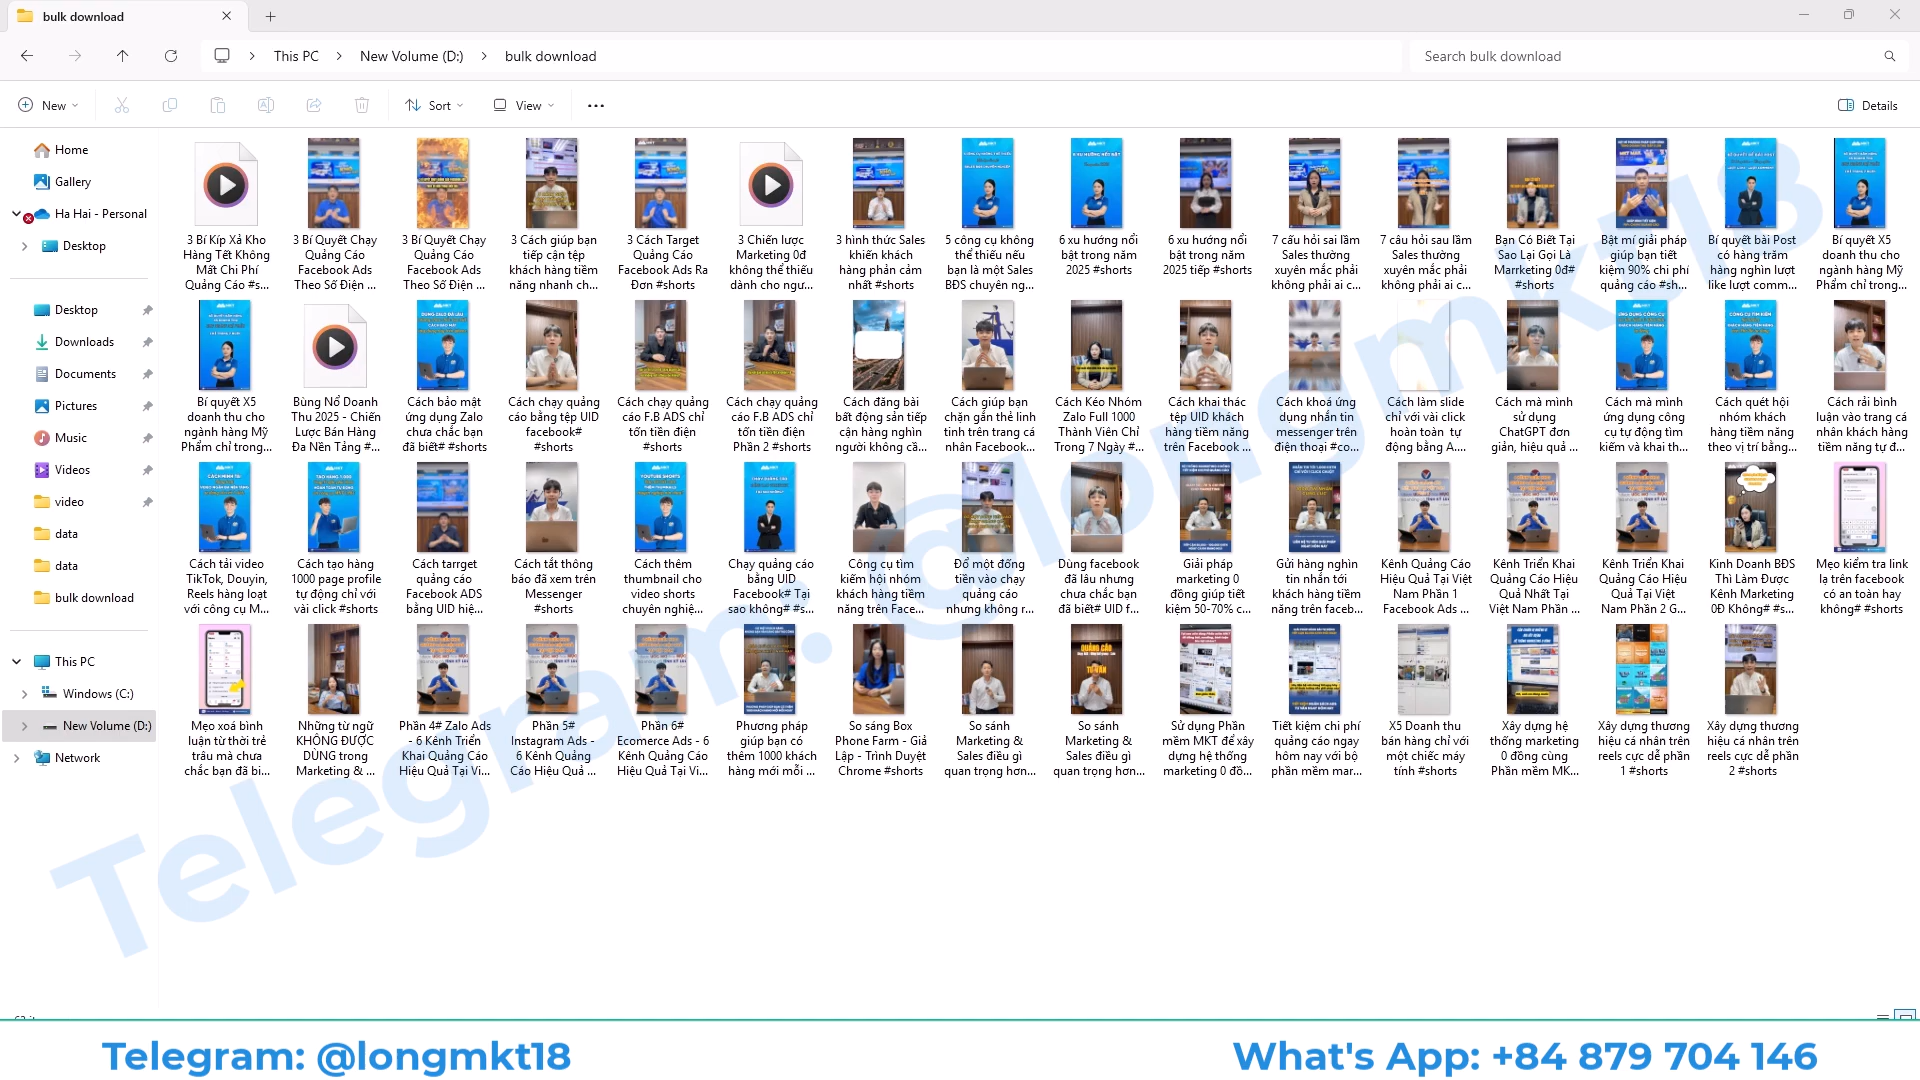 bulk download
This PC
New Volume (D:)
bulk download
Search bulk download
New
Sort
View
Details
Home
Gallery
Ha Hai - Personal
Desktop
Desktop
Downloads
Documents
Pictures
Music
Videos
video
data
data
bulk download
This PC
Windows (C:)
New Volume (D:)
Network
3 Bí Kíp Xả Kho
Hàng Tết Không
Mất Chi Phí
Quảng Cáo #s...
3 Bí Quyết Chạy
Quảng Cáo
Facebook Ads
Theo Số Điện ...
3 Bí Quyết Chạy
Quảng Cáo
Facebook Ads
Theo Số Điện ...
3 Cách giúp bạn
tiếp cận tệp
khách hàng tiềm
năng nhanh ch...
3 Cách Target
Quảng Cáo
Facebook Ads Ra
Đơn #shorts
3 Chiến lược
Marketing 0đ
không thể thiếu
dành cho ngư...
3 hình thức Sales
khiến khách
hàng phản cảm
nhất #shorts
5 công cụ không
thể thiếu nếu
bạn là một Sales
BĐS chuyên ng...
6 xu hướng nổi
bật trong năm
2025 #shorts
6 xu hướng nổi
bật trong năm
2025 tiếp #shorts
7 cấu hỏi sai lầm
Sales thường
xuyên mắc phải
không phải ai c...
7 câu hỏi sau lầm
Sales thường
xuyên mắc phải
không phải ai c...
Bạn Có Biết Tại
Sao Lại Gọi Là
Marrketing 0đ#
#shorts
Bật mí giải pháp
giúp bạn tiết
kiệm 90% chi phí
quảng cáo #sh...
Bí quyết bài Post
có hàng trăm
hàng nghìn lượt
like lượt comm...
Bí quyết X5
doanh thu cho
ngành hàng Mỹ
Phẩm chỉ trong...
Bí quyết X5
doanh thu cho
ngành hàng Mỹ
Phẩm chỉ trong...
Bùng Nổ Doanh
Thu 2025 - Chiến
Lược Bán Hàng
Đa Nền Tảng #...
Cách bảo mật
ứng dụng Zalo
chưa chắc bạn
đã biết# #shorts
Cách chạy quảng
cáo bằng tệp UID
facebook#
#shorts
Cách chạy quảng
cáo F.B ADS chỉ
tốn tiền điện
#shorts
Cách chạy quảng
cáo F.B ADS chỉ
tốn tiền điện
Phần 2 #shorts
Cách đăng bài
bất động sản tiếp
cận hàng nghìn
người không cầ...
Cách giúp bạn
chặn gắn thẻ linh
tinh trên trang cá
nhân Facebook...
Cách Kéo Nhóm
Zalo Full 1000
Thành Viên Chỉ
Trong 7 Ngày #...
Cách khai thác
tệp UID khách
hàng tiềm năng
trên Facebook ...
Cách khoá ứng
dụng nhắn tin
messenger trên
điện thoại #co...
Cách làm slide
chỉ với vài click
hoàn toàn tự
động bằng A....
Cách mà mình
sử dụng
ChatGPT đơn
giản, hiệu quả ...
Cách mà mình
ứng dụng công
cụ tự động tìm
kiếm và khai th...
Cách quét hội
nhóm khách
hàng tiềm năng
theo vị trí bằng...
Cách rải bình
luận vào trang cá
nhân khách hàng
tiềm năng tự đ...
Cách tải video
TikTok, Douyin,
Reels hàng loạt
với công cụ M...
Cách tạo hàng
1000 page profile
tự động chỉ với
vài click #shorts
Cách tarrget
quảng cáo
Facebook ADS
bằng UID hiệ...
Cách tắt thông
báo đã xem trên
Messenger
#shorts
Cách thêm
thumbnail cho
video shorts
chuyên nghiệ...
Chạy quảng cáo
bằng UID
Facebook# Tại
sao không# #s...
Công cụ tìm
kiếm hội nhóm
khách hàng tiềm
năng trên Face...
Đổ một đống
tiền vào chạy
quảng cáo
nhưng không r...
Dùng facebook
đã lâu nhưng
chưa chắc bạn
đã biết# UID f...
Giải pháp
marketing 0
đồng giúp tiết
kiệm 50-70% c...
Gửi hàng nghìn
tin nhắn tới
khách hàng tiềm
năng trên faceb...
Kênh Quảng Cáo
Hiệu Quả Tại Việt
Nam Phần 1
Facebook Ads ...
Kênh Triển Khai
Quảng Cáo Hiệu
Quả Nhất Tại
Việt Nam Phần ...
Kênh Triển Khai
Quảng Cáo Hiệu
Quả Tại Việt
Nam Phần 2 G...
Kinh Doanh BĐS
Thì Làm Được
Kênh Marketing
0Đ Không# #s...
Mẹo kiểm tra link
lạ trên facebook
có an toàn hay
không# #shorts
Mẹo xoá bình
luận từ thời trẻ
trâu mà chưa
chắc bạn đã bi...
Những từ ngữ
KHÔNG ĐƯỢC
DÙNG trong
Marketing & ...
Phần 4# Zalo Ads
- 6 Kênh Triển
Khai Quảng Cáo
Hiệu Quả Tại Vi...
Phần 5#
Instagram Ads -
6 Kênh Quảng
Cáo Hiệu Quả ...
Phần 6#
Ecomerce Ads - 6
Kênh Quảng Cáo
Hiệu Quả Tại Vi...
Phương pháp
giúp bạn có
thêm 1000 khách
hàng mới mỗi ...
So sáng Box
Phone Farm - Giả
Lập - Trình Duyệt
Chrome #shorts
So sánh
Marketing &
Sales điều gì
quan trọng hơn...
So sánh
Marketing &
Sales điều gì
quan trọng hơn...
Sử dụng Phần
mềm MKT để xây
dựng hệ thống
marketing 0 đồ...
Tiết kiệm chi phí
quảng cáo ngay
hôm nay với bộ
phần mềm mar...
X5 Doanh thu
bán hàng chỉ với
một chiếc máy
tính #shorts
Xây dựng hệ
thống marketing
0 đồng cùng
Phần mềm MK...
Xây dựng thương
hiệu cá nhân trên
reels cực dễ phần
1 #shorts
Xây dựng thương
hiệu cá nhân trên
reels cực dễ phần
2 #shorts
Telegram: @longmkt18
Telegram: @longmkt18
What's App: +84 879 704 146